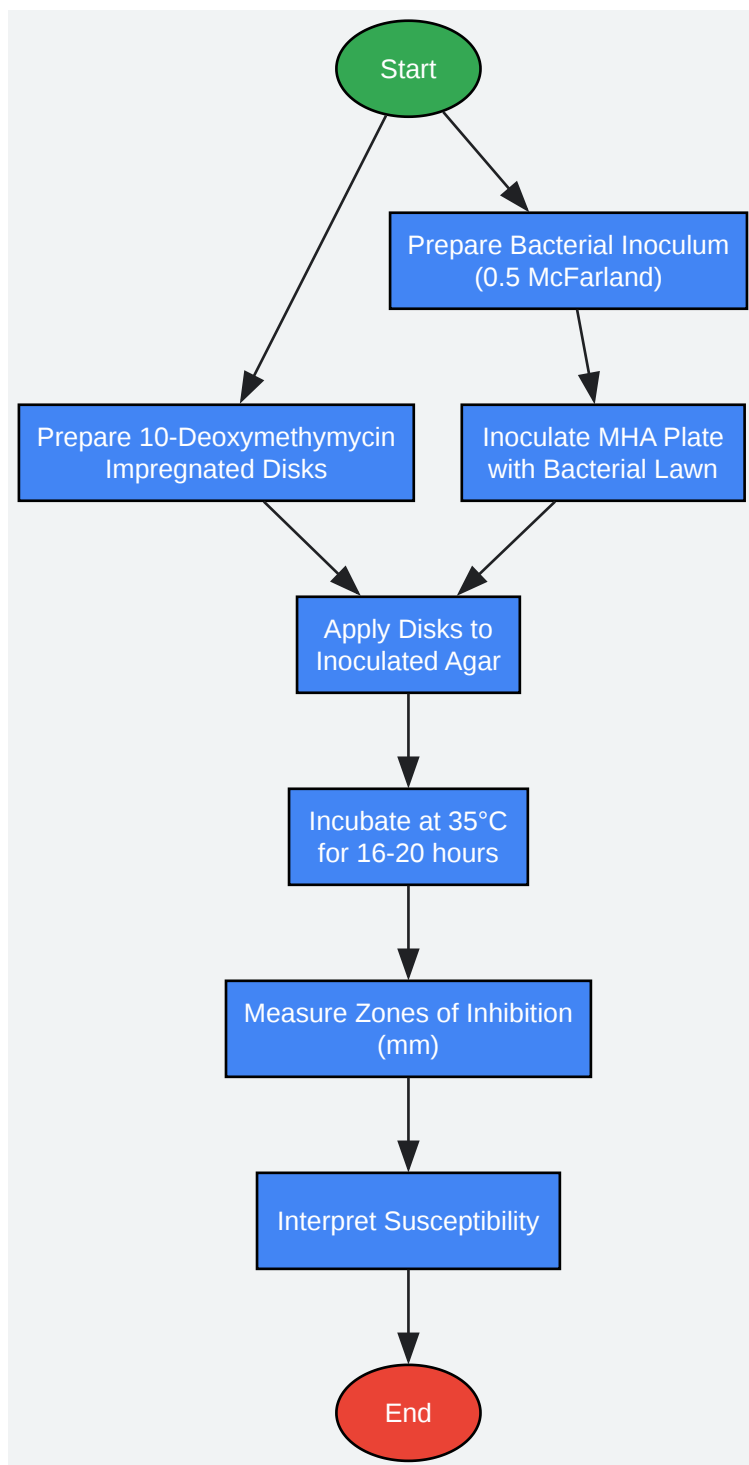 Start
Prepare Bacterial Inoculum
(0.5 McFarland)
Prepare 10-Deoxymethymycin
Impregnated Disks
Inoculate MHA Plate
with Bacterial Lawn
Apply Disks to
Inoculated Agar
Incubate at 35°C
for 16-20 hours
Measure Zones of Inhibition
(mm)
Interpret Susceptibility
End